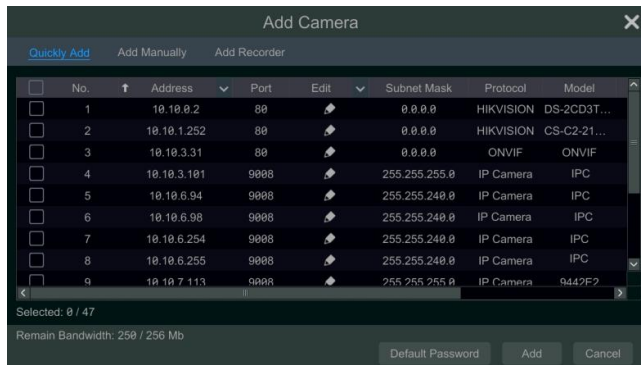 Add Camera
Quickly Add Add Manually Add Recorder
No. Address Port Edit Subnet Mask Protocol Model
1 10.10.0.2 80 0.0.0.0 HIKVISION DS-2CD3T...
2 10.10.1.252 80 0.0.0.0 HIKVISION CS-C2-21...
3 10.10.3.31 80 0.0.0.0 ONVIF ONVIF
4 10.10.3.101 9008 255.255.255.0 IP Camera IPC
5 10.10.6.94 9008 255.255.240.0 IP Camera IPC
6 10.10.6.98 9008 255.255.240.0 IP Camera IPC
7 10.10.6.254 9008 255.255.240.0 IP Camera IPC
8 10.10.6.255 9008 255.255.240.0 IP Camera IPC
9 10.10.7.113 9008 255.255.255.0 IP Camera 9442E2
Selected: 0 / 47
Remain Bandwidth: 250 / 256 Mb
Default Password Add Cancel